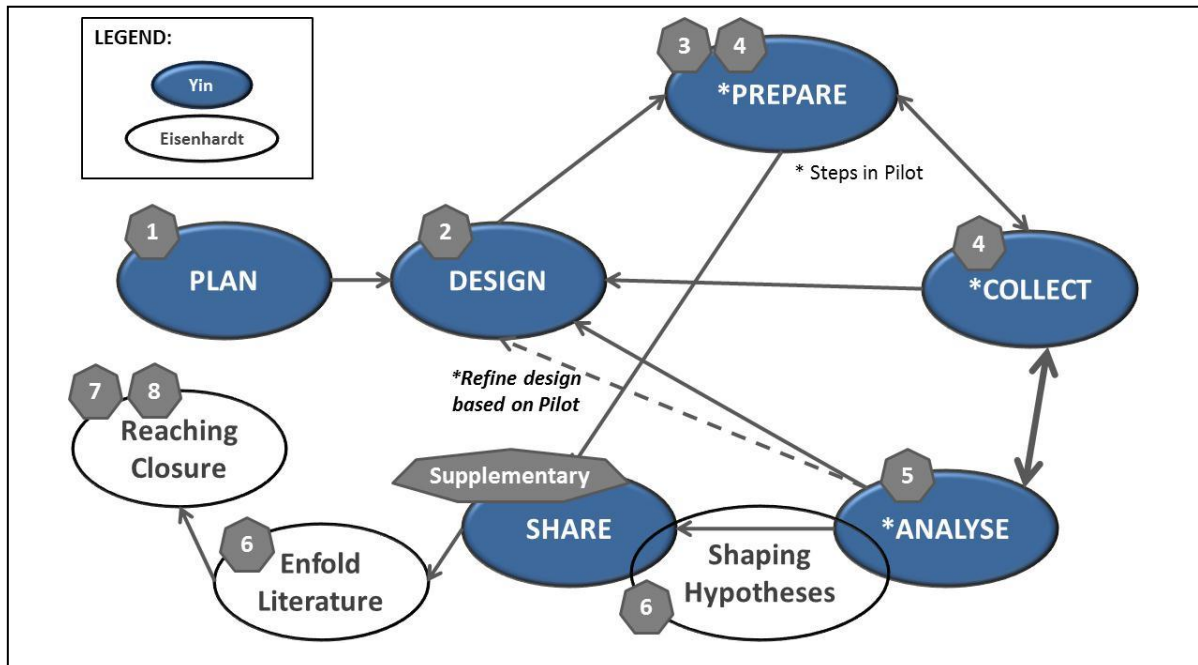 LEGEND:
Yin
Eisenhardt
3
4
*PREPARE
* Steps in Pilot
1
PLAN
2
DESIGN
4
*COLLECT
*Refine design
based on Pilot
7
8
Reaching
Closure
Supplementary
SHARE
5
*ANALYSE
6
Enfold
Literature
Shaping
Hypotheses
6